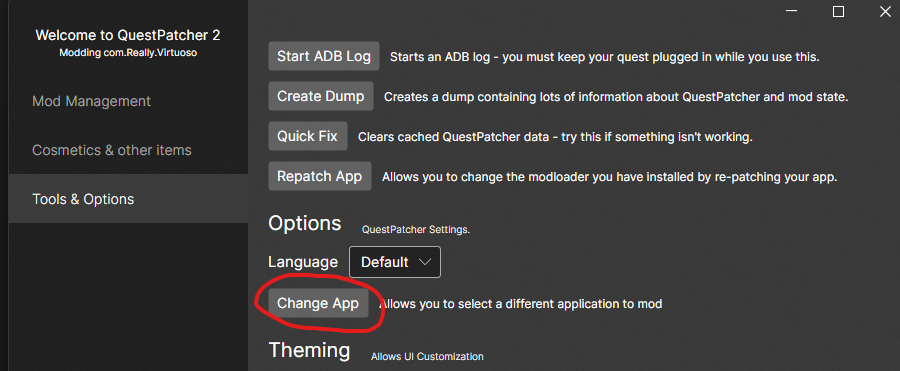 Welcome to QuestPatcher 2
Modding com.Really.Virtuoso
Mod Management
Cosmetics & other items
Tools & Options
Start ADB Log Starts an ADB log - you must keep your quest plugged in while you use this.
Create Dump Creates a dump containing lots of information about QuestPatcher and mod state.
Quick Fix Clears cached QuestPatcher data - try this if something isn't working.
Repatch App Allows you to change the modloader you have installed by re-patching your app.
Options QuestPatcher Settings.
Language Default
Change App Allows you to select a different application to mod
Theming Allows UI Customization